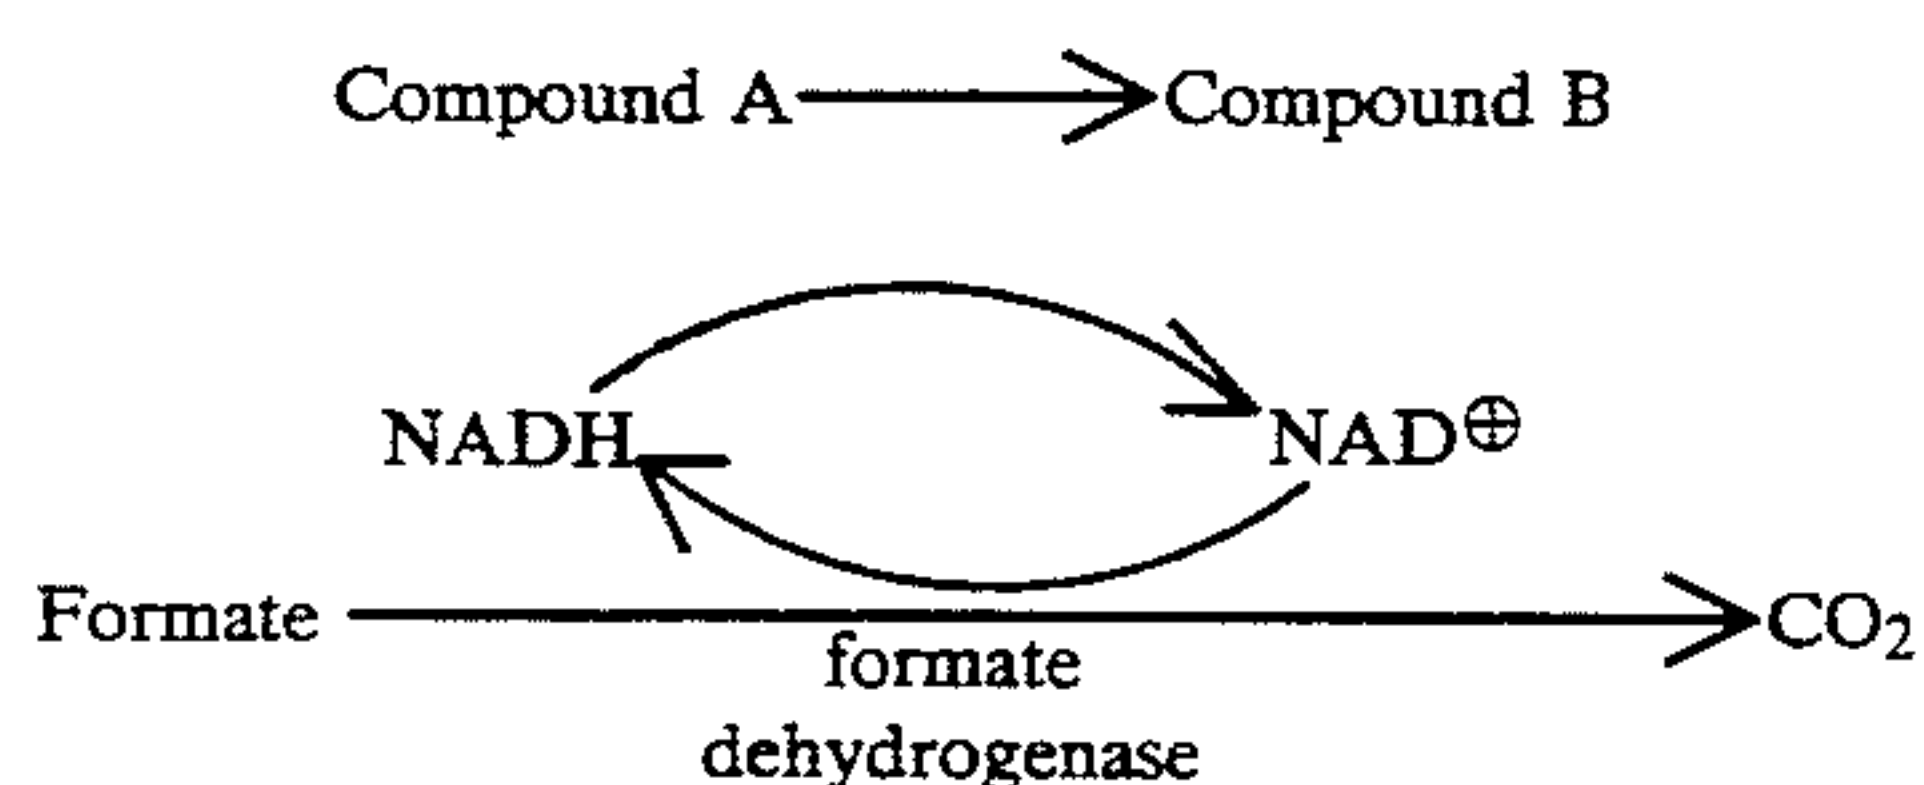 Compound A Compound B
NADH NAD⊕
Formate CO₂
formate
dehydrogenase